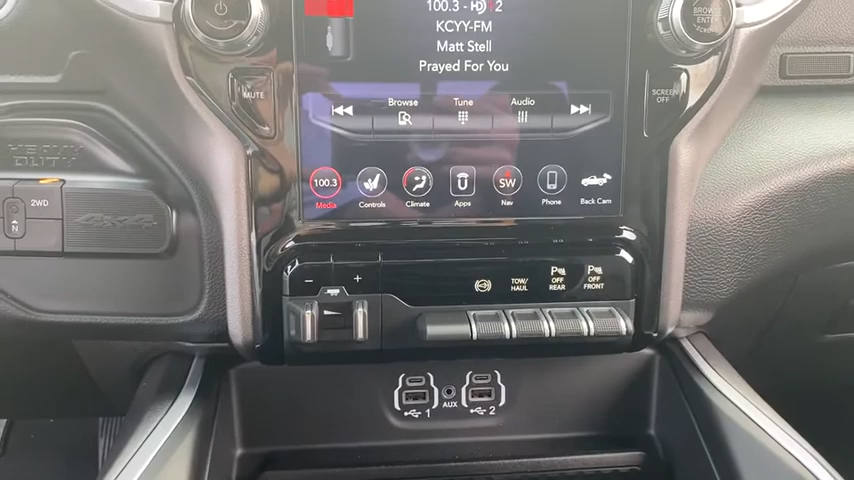 100.3 - HD 2
KCYY-FM
Matt Stell
Prayed For You
BROWSE
ENTER
MUTE
SCREEN
OFF
Browse
Tune
Audio
HEAVY
DUTY
2WD
N
4x4
100.3
Media
Controls
Climate
Apps
SW
Nav
Phone
Back Cam
- +
TOW/
HAUL
P
OFF
REAR
P
OFF
FRONT
1
AUX
2